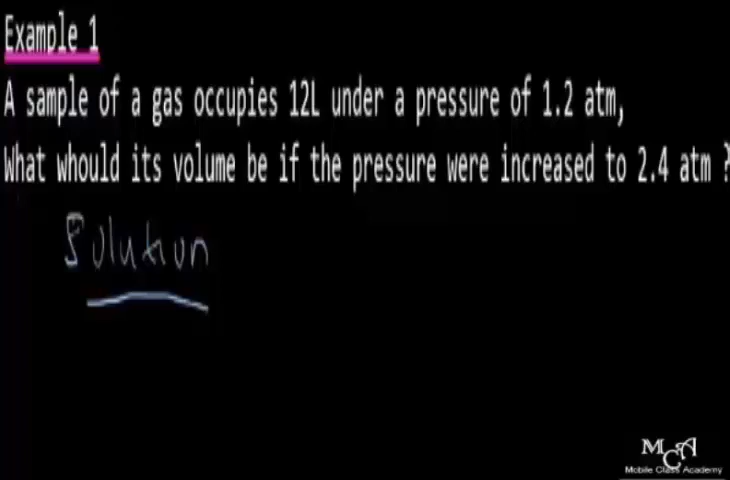 Example 1
A sample of a gas occupies 12L under a pressure of 1.2 atm,
What whould its volume be if the pressure were increased to 2.4 atm ?
Solution
MCA
Mobile Class Academy